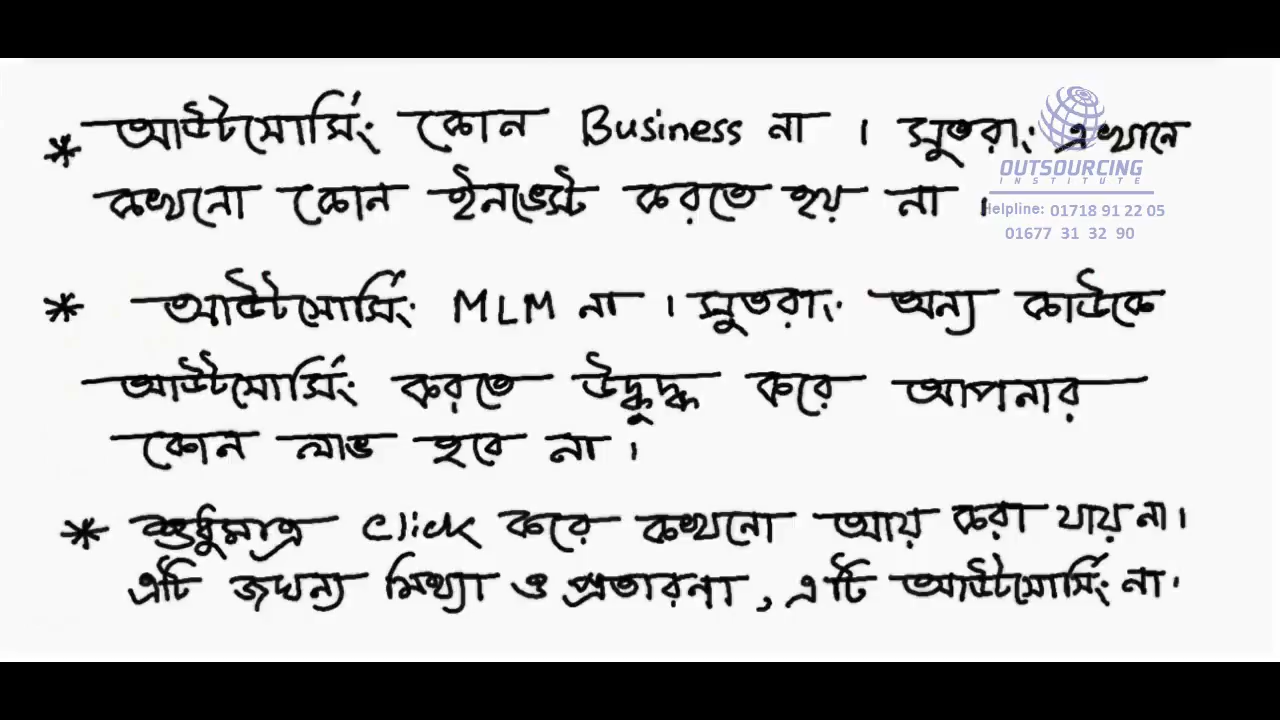 * আউটসোর্সিং কোন Business না । সুতরাং এখানে
কখনো কোন ইনভেস্ট করতে হয় না ।
OUTSOURCING
INSTITUTE
Helpline: 01718 91 22 05
01677 31 32 90
* আউটসোর্সিং MLM না । সুতরাং অন্য কাউকে
আউটসোর্সিং করতে উদ্ভুদ্ধ করে আপনার
কোন লাভ হবে না ।
* শুধুমাত্র Click করে কখনো আয় করা যায় না ।
এটি জঘন্য মিথ্যা ও প্রতারনা , এটি আউটসোর্সিং না ।